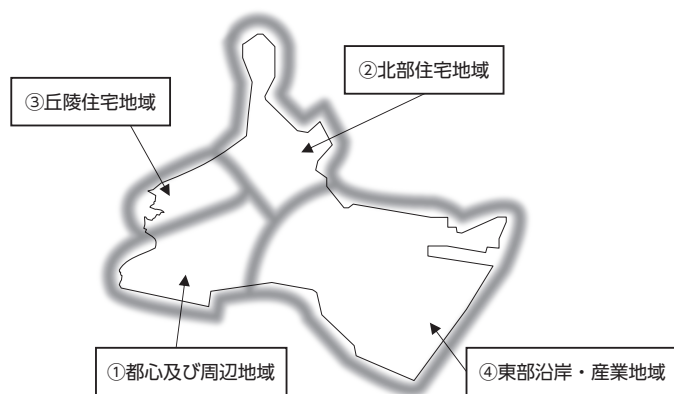 ②北部住宅地域
③丘陵住宅地域
①都心及び周辺地域
④東部沿岸・産業地域